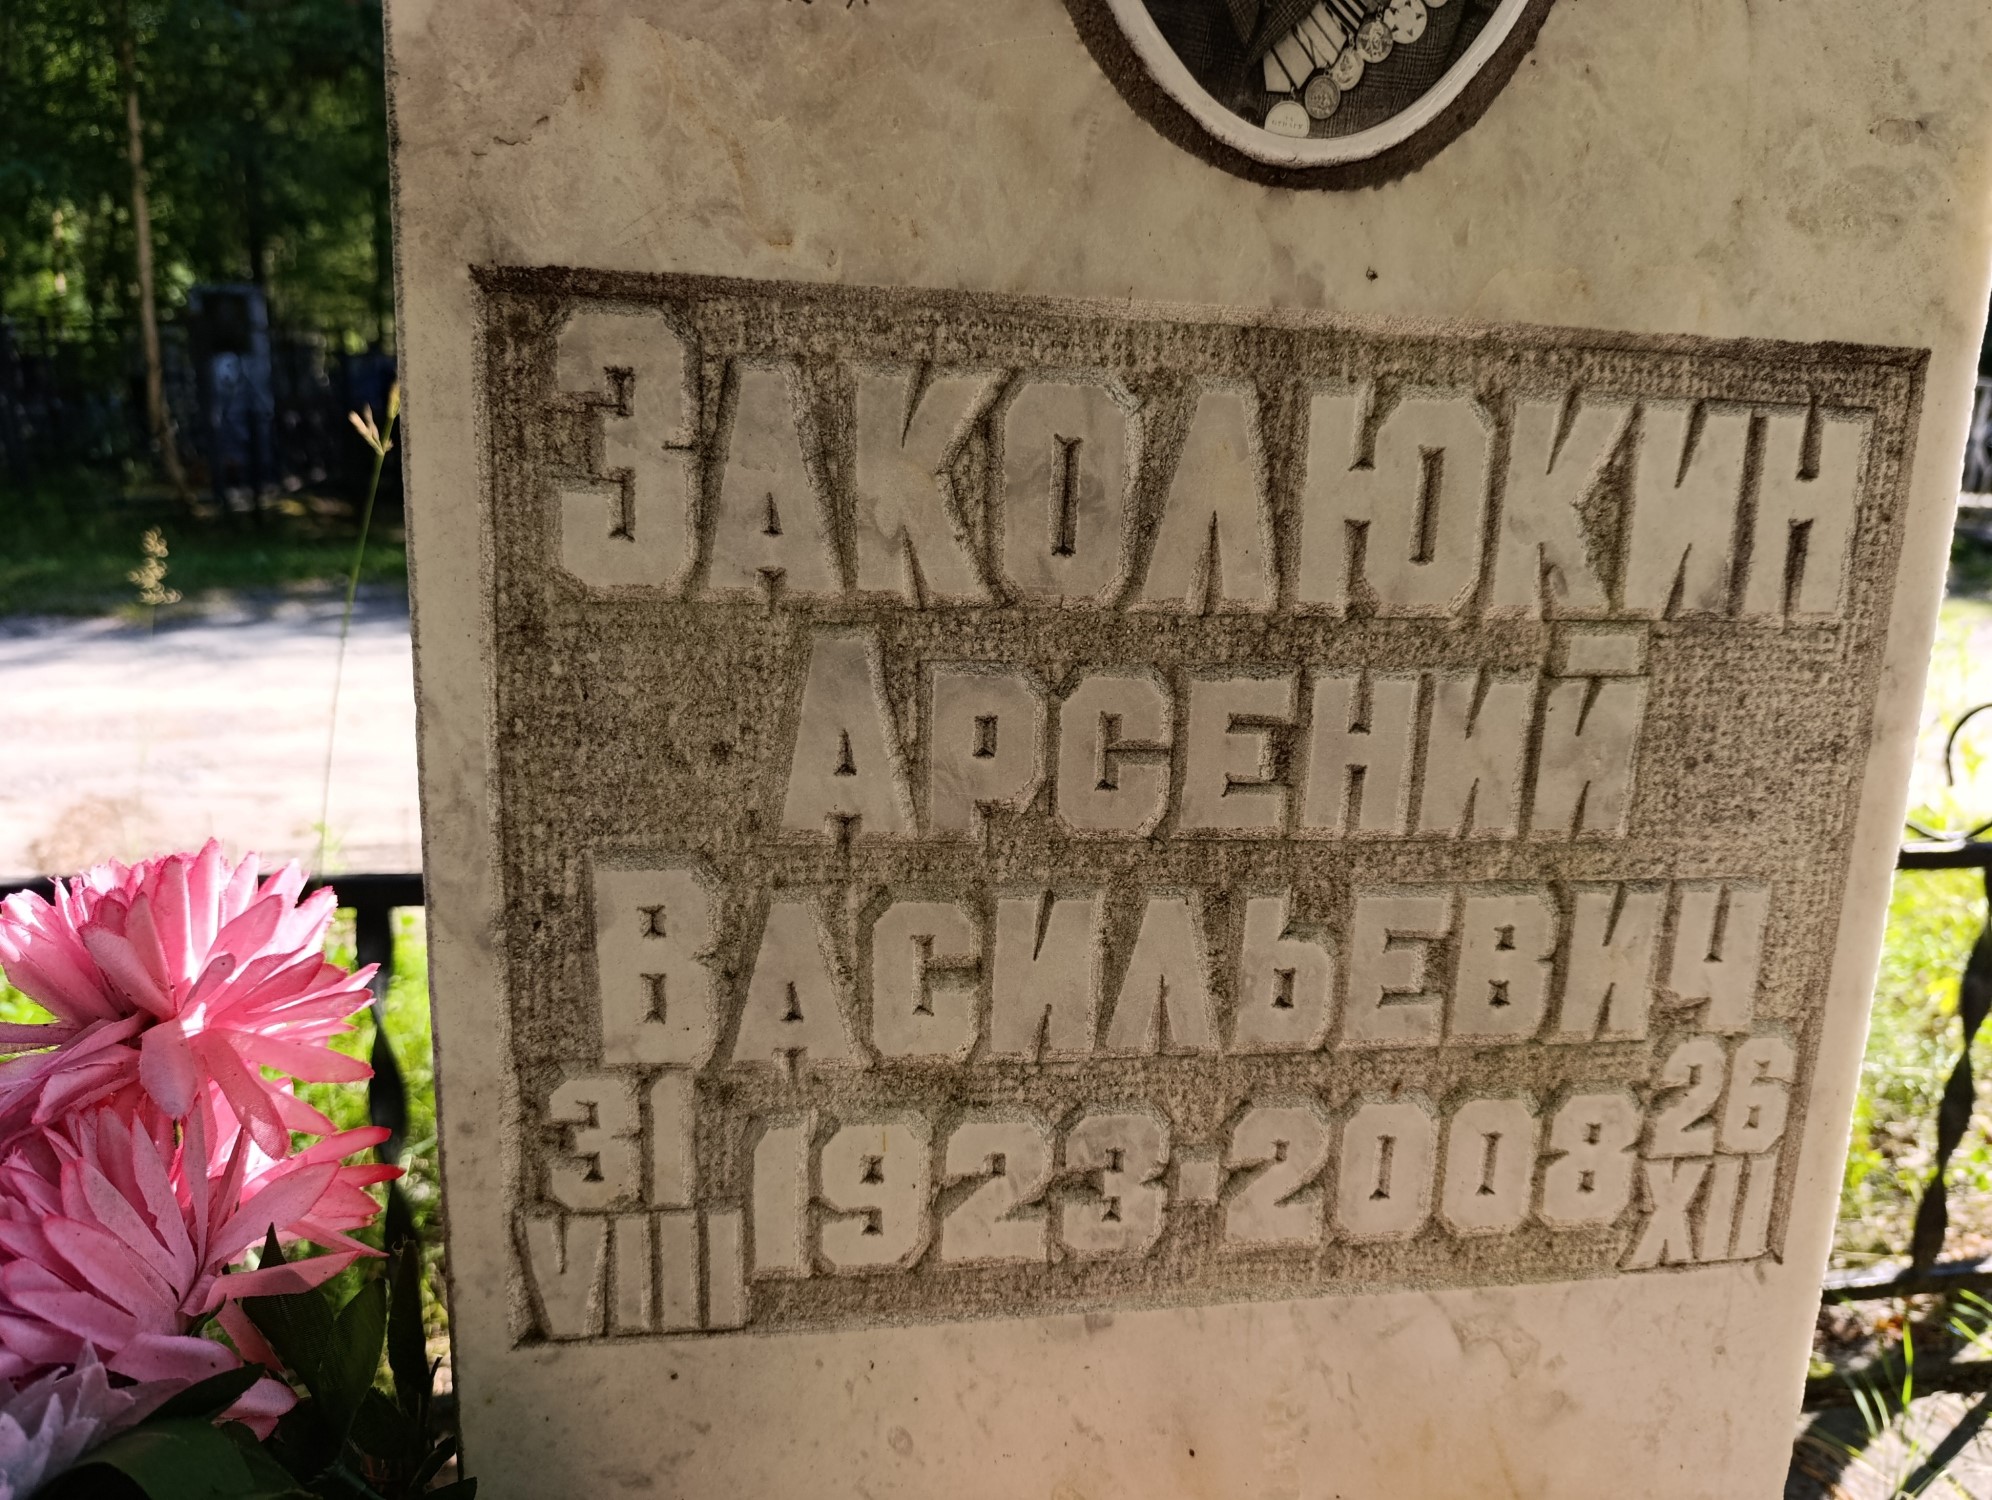 Заколюкин
Арсений
Васильевич
31 VIII 1923-2008 26 XII